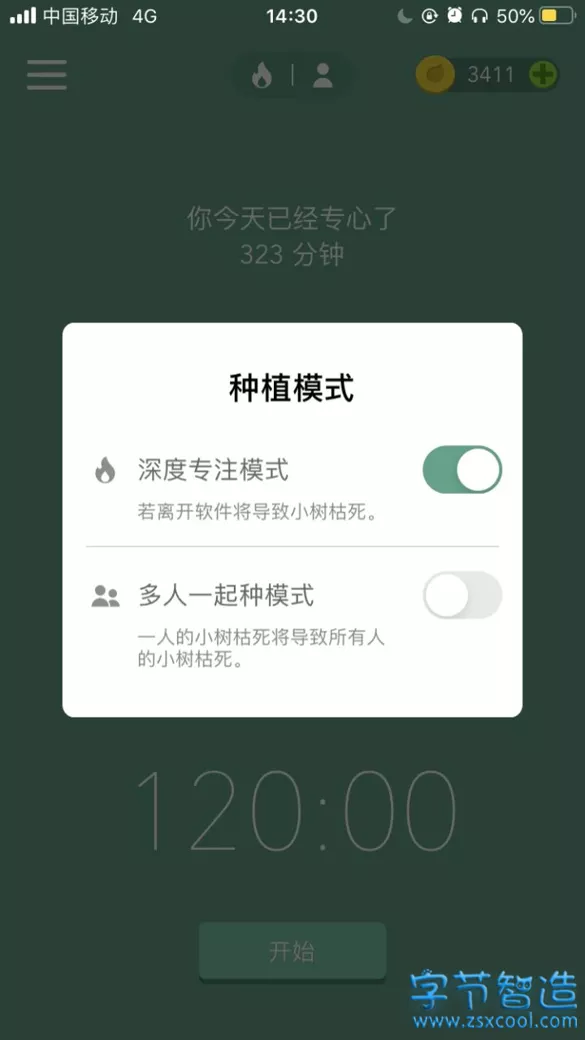 中国移动 4G 14:30 50%
3411
你今天已经专心了
323 分钟
种植模式
深度专注模式
若离开软件将导致小树枯死。
多人一起种模式
一人的小树枯死将导致所有人
的小树枯死。
120:00
开始
字节智造
www.zsxcool.com